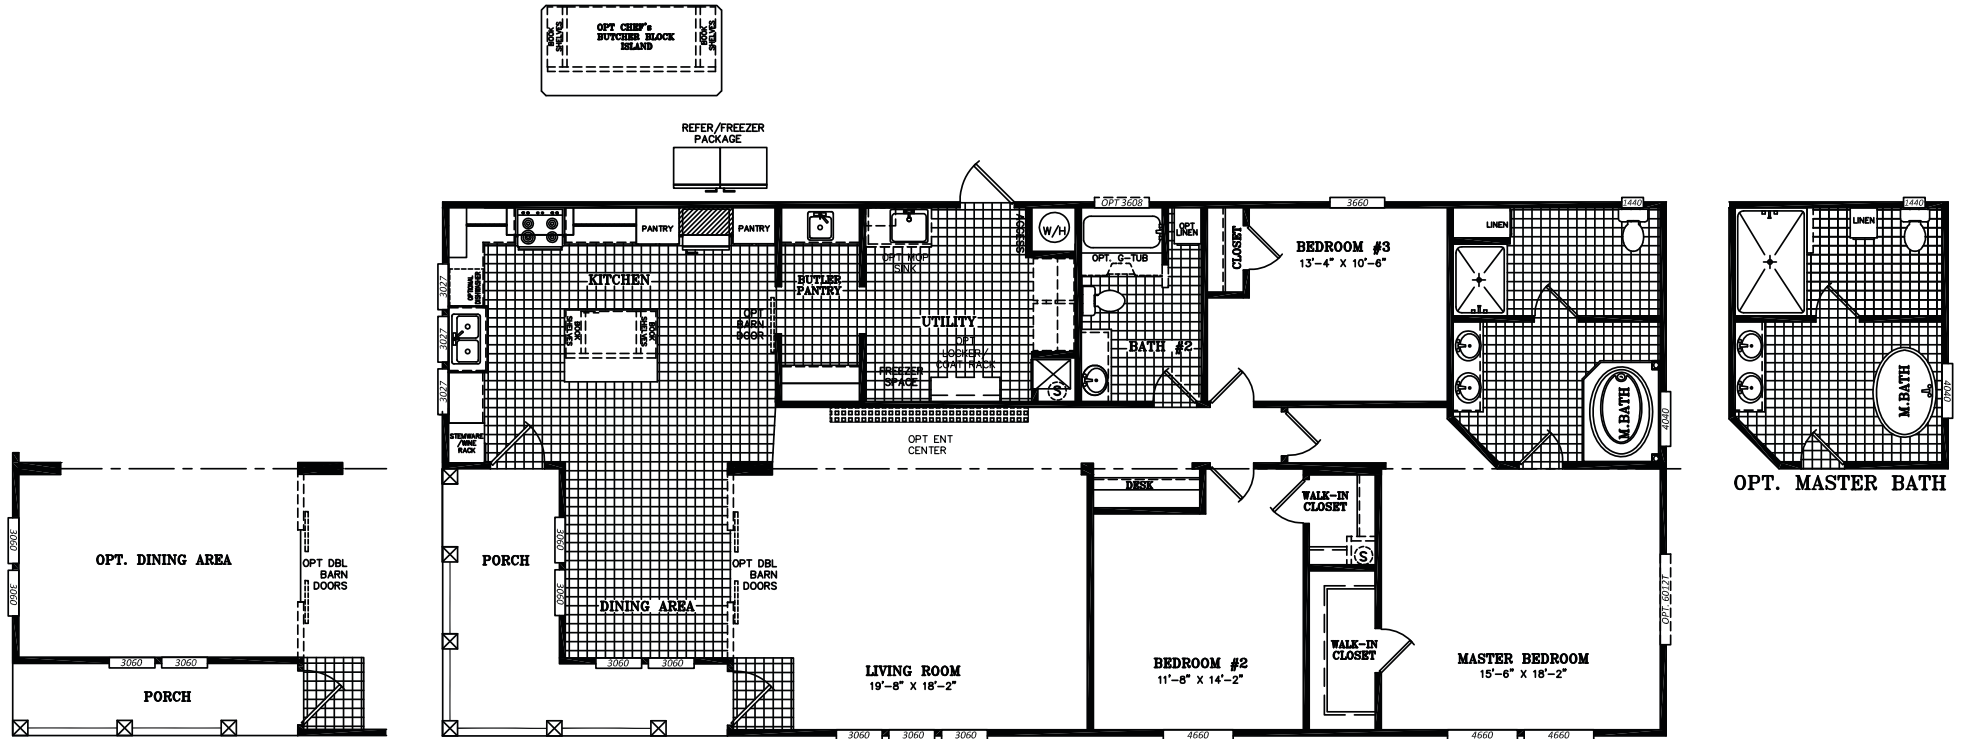 OPT CHEF's
BUTCHER BLOCK
ISLAND
BOOK
SHELVES
BOOK
SHELVES
REFER/FREEZER
PACKAGE
PANTRY
PANTRY
KITCHEN
3027
3027
3027
OPTIONAL
DISHWASHER
BOOK
SHELVES
BOOK
SHELVES
STEMWARE
/WINE
RACK
OPT
BARN
DOOR
BUTLER
PANTRY
OPT MOP
SINK
UTILITY
ACCESS
W/H
OPT
LOCKER/
COAT RACK
FREEZER
SPACE
S
OPT 3608
OPT. G-TUB
OPT
LINEN
BATH #2
CLOSET
3660
BEDROOM #3
13'-4" X 10'-6"
LINEN
1440
M.BATH
4040
LINEN
1440
M.BATH
4040
OPT. MASTER BATH
OPT ENT
CENTER
DESK
WALK-IN
CLOSET
S
3060
3060
OPT. DINING AREA
OPT DBL
BARN
DOORS
3060
3060
PORCH
PORCH
3060
3060
DINING AREA
3060
3060
OPT DBL
BARN
DOORS
LIVING ROOM
19'-8" X 18'-2"
3060
3060
3060
BEDROOM #2
11'-8" X 14'-2"
4660
WALK-IN
CLOSET
MASTER BEDROOM
15'-6" X 18'-2"
OPT. 6012T
4660
4660